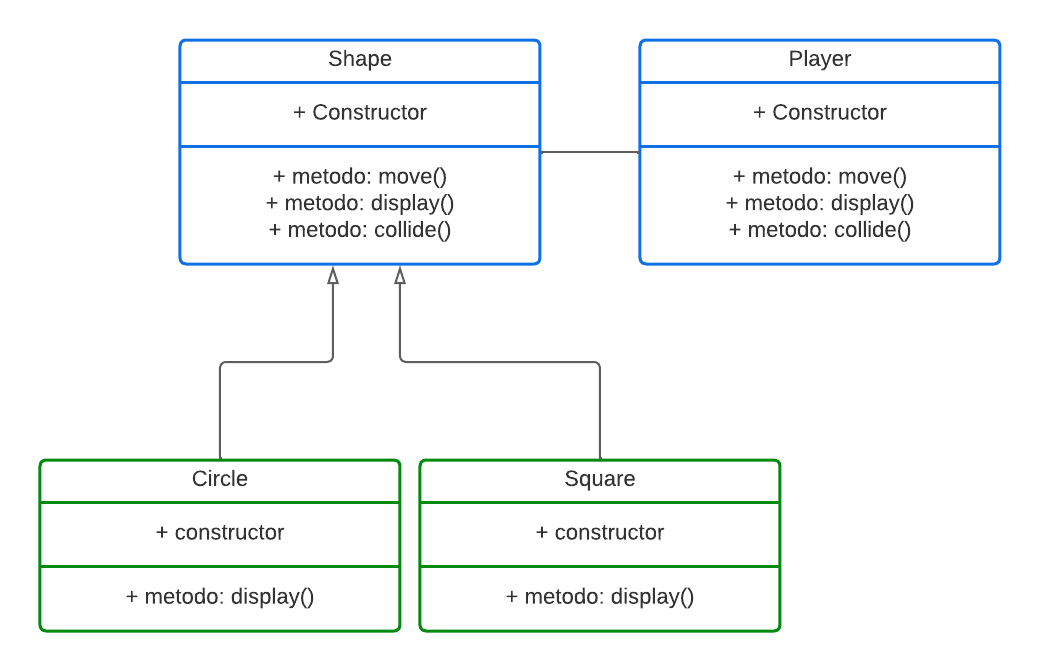 Shape
+ Constructor
+ metodo: move()
+ metodo: display()
+ metodo: collide()
Player
+ Constructor
+ metodo: move()
+ metodo: display()
+ metodo: collide()
Circle
+ constructor
+ metodo: display()
Square
+ constructor
+ metodo: display()